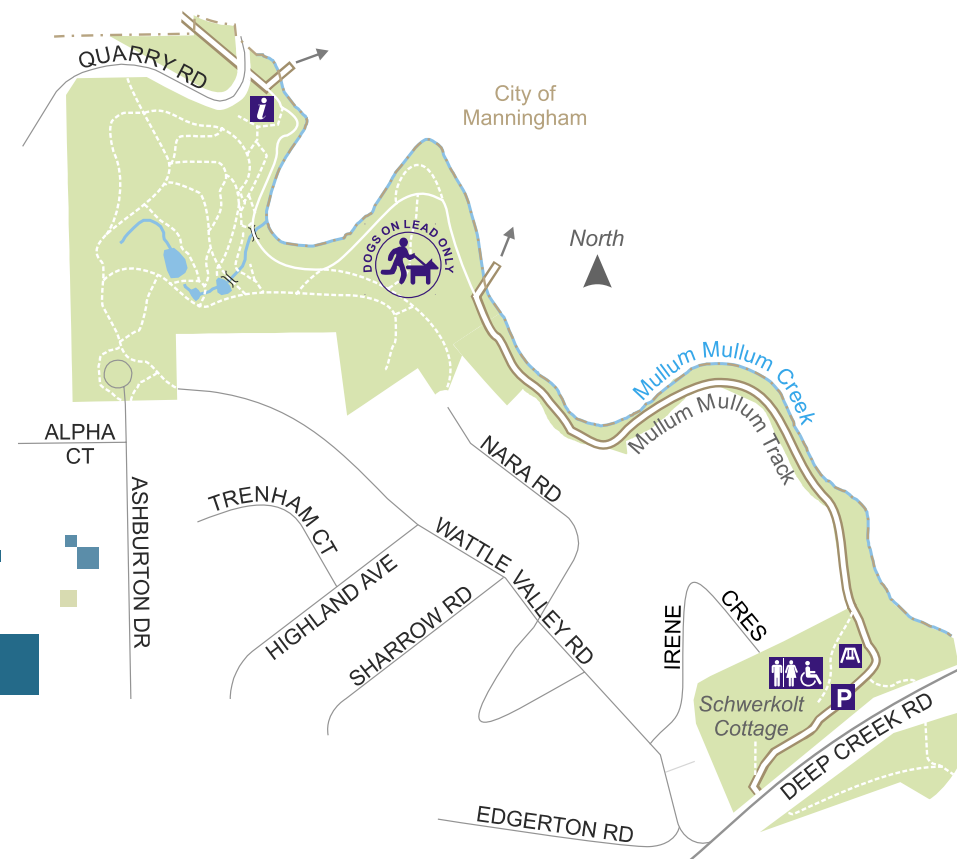 QUARRY RD
i
City of
Manningham
DOGS ON LEAD ONLY
North
Mullum Mullum Creek
Mullum Mullum Track
ALPHA
CT
ASHBURTON DR
TRENHAM CT
NARA RD
HIGHLAND AVE
WATTLE VALLEY RD
SHARROW RD
IRENE
CRES
P
Schwerkolt
Cottage
DEEP CREEK RD
EDGERTON RD